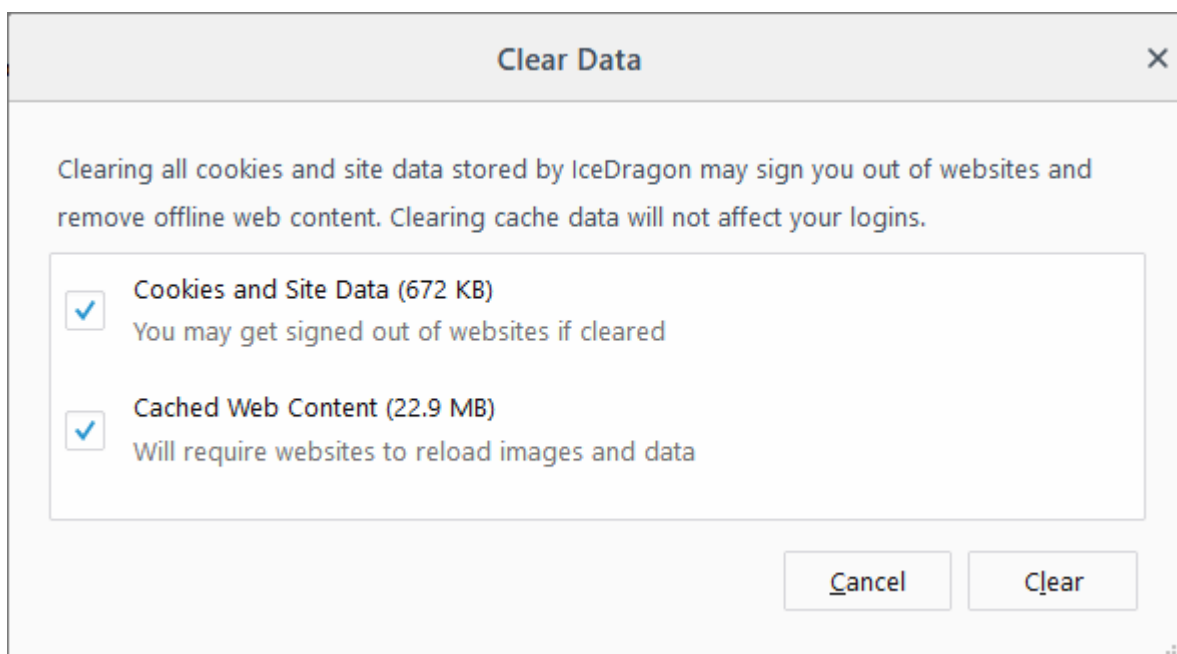 Clear Data
Clearing all cookies and site data stored by IceDragon may sign you out of websites and
remove offline web content. Clearing cache data will not affect your logins.
Cookies and Site Data (672 KB)
You may get signed out of websites if cleared
Cached Web Content (22.9 MB)
Will require websites to reload images and data
Cancel
Clear